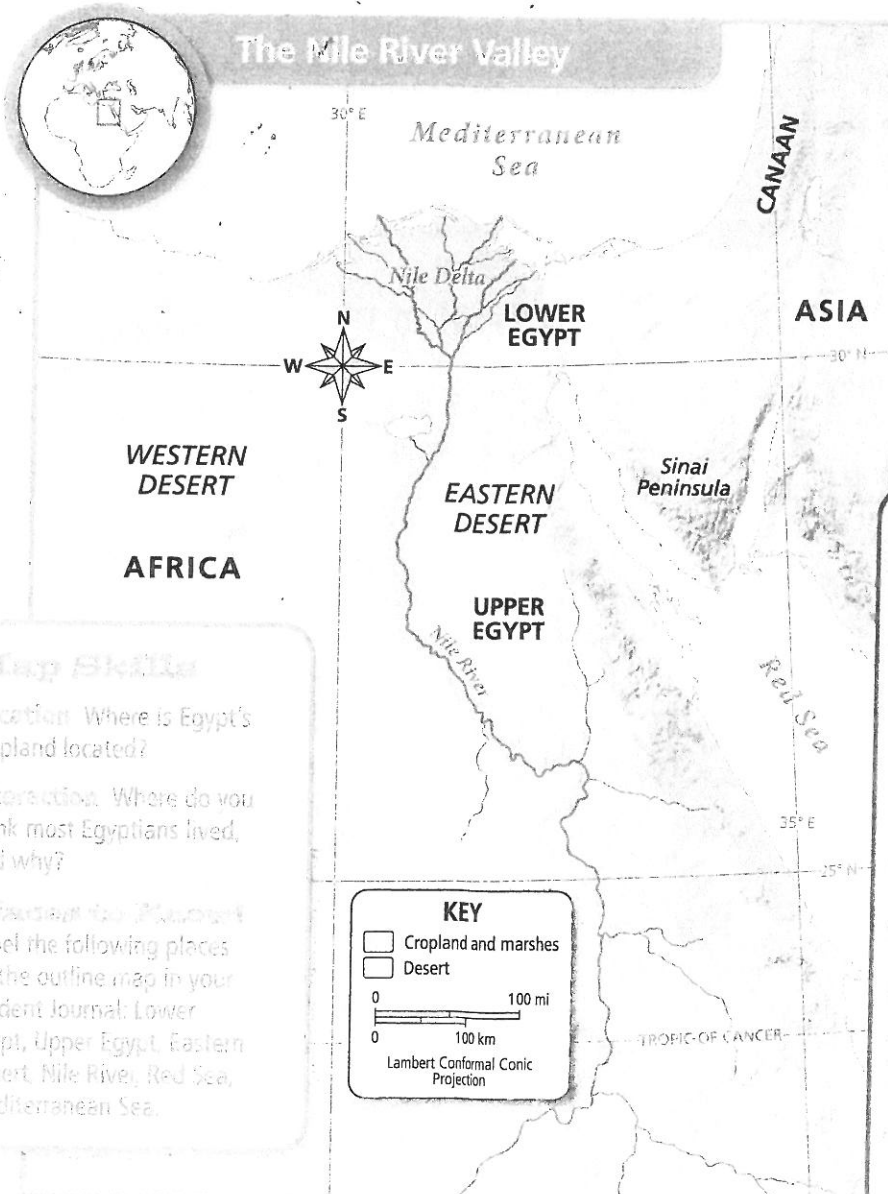 The Nile River Valley
30° E
Mediterranean
Sea
CANAAN
Nile Delta
LOWER
EGYPT
ASIA
N
W
E
S
30° N
WESTERN
DESERT
EASTERN
DESERT
Sinai
Peninsula
AFRICA
UPPER
EGYPT
Nile River
Red Sea
35° E
25° N
TROPIC OF CANCER
KEY
Cropland and marshes
Desert
0 100 mi
0 100 km
Lambert Conformal Conic
Projection
Skills
Where is Egypt's
pland located?
Where do you
nk most Egyptians lived,
why?
el the following places
the outline map in your
dent Journal: Lower
pt, Upper Egypt, Eastern
ert, Nile River, Red Sea,
diterranean Sea.